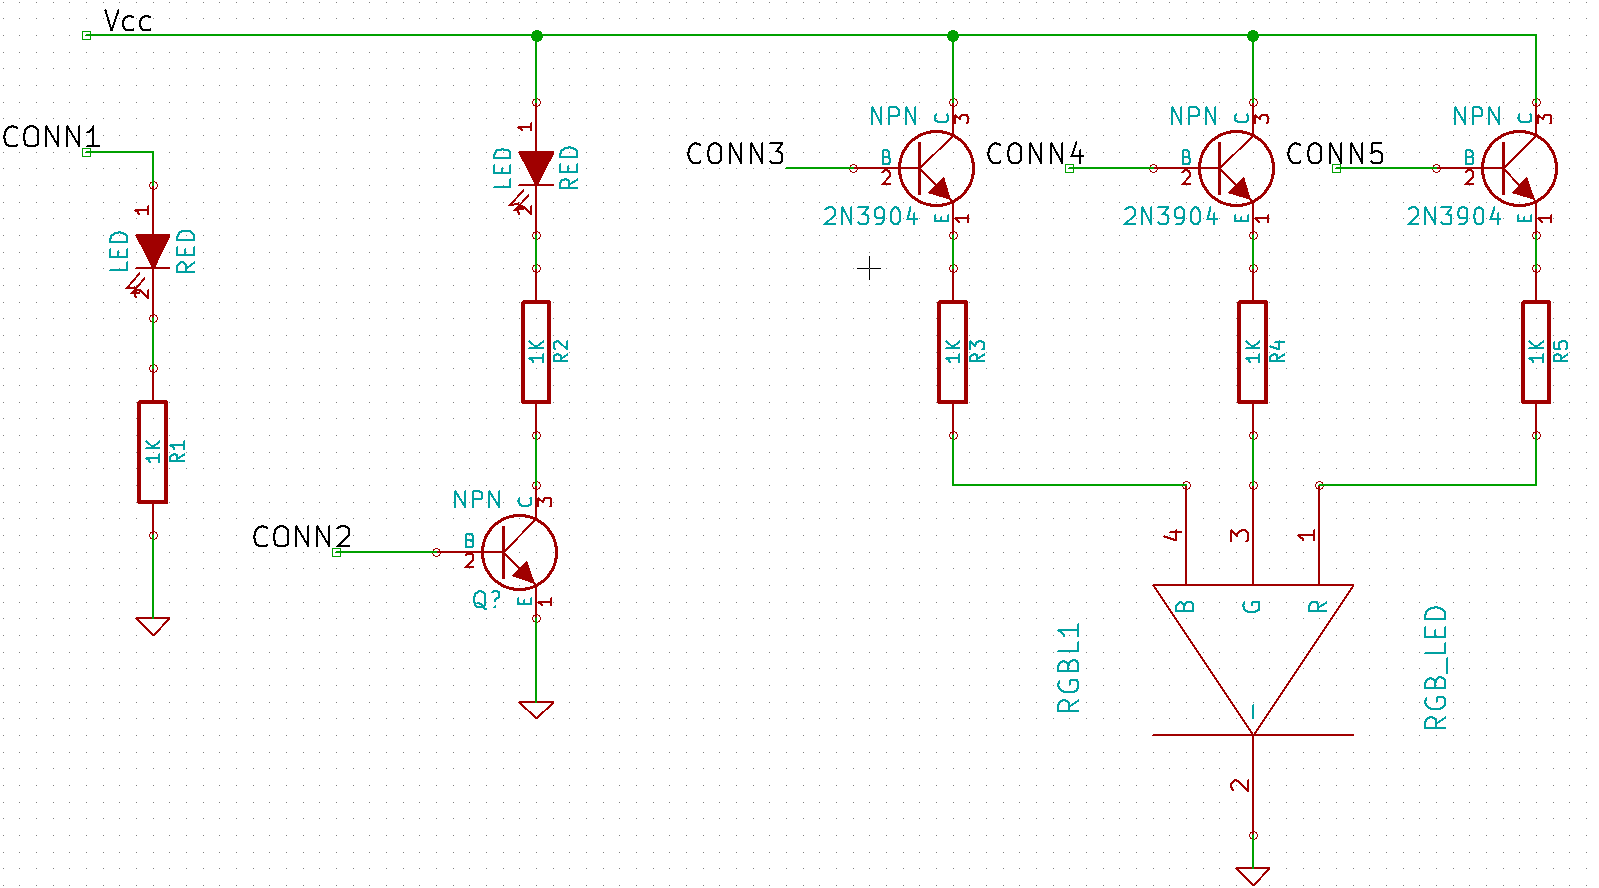 Vcc
CONN1
1
LED
RED
2
1K
R1
1
LED
RED
2
1K
R2
CONN2
NPN
C
3
B
2
Q?
E
1
CONN3
NPN
C
3
B
2
2N3904
E
1
1K
R3
CONN4
NPN
C
3
B
2
2N3904
E
1
1K
R4
CONN5
NPN
C
3
B
2
2N3904
E
1
1K
R5
4
3
1
B
G
R
RGBL1
RGB_LED
-
2